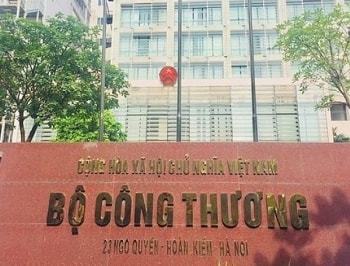 CỘNG HÒA XÃ HỘI CHỦ NGHĨA VIỆT NAM
BỘ CÔNG THƯƠNG
23 NGÔ QUYỀN - HOÀN KIẾM HÀ NỘI